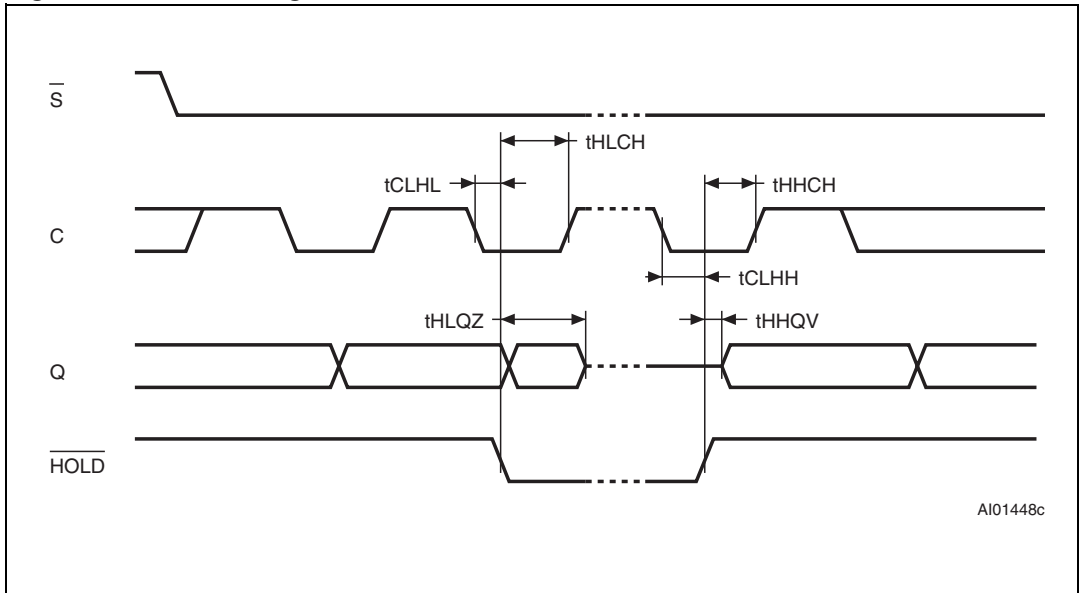 S
tHLCH
tCLHL
tHHCH
C
tCLHH
tHLQZ
tHHQV
Q
HOLD
AI01448c